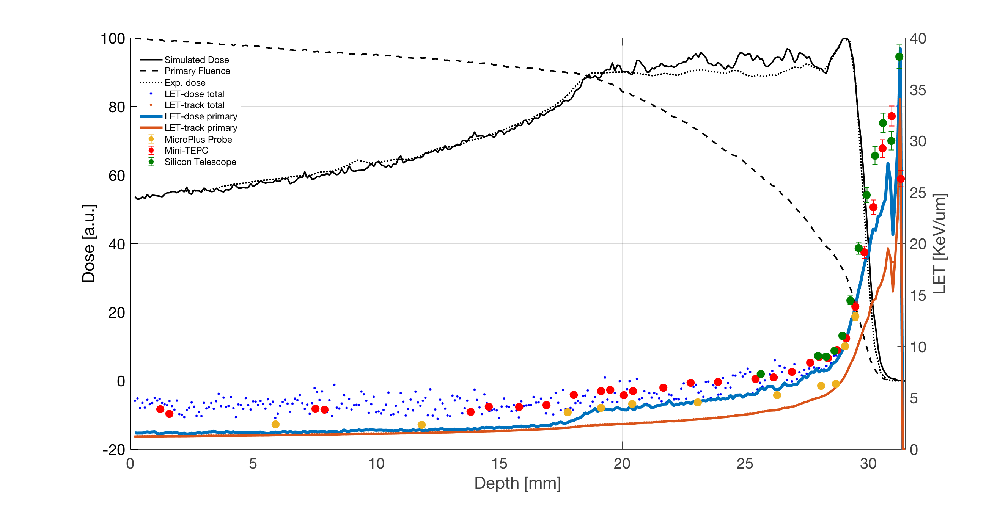 100
80
60
40
20
0
-20
Dose [a.u.]
Simulated Dose
Primary Fluence
Exp. dose
LET-dose total
LET-track total
LET-dose primary
LET-track primary
MicroPlus Probe
Mini-TEPC
Silicon Telescope
40
35
30
25
20
15
10
5
0
LET [KeV/um]
0 5 10 15 20 25 30
Depth [mm]